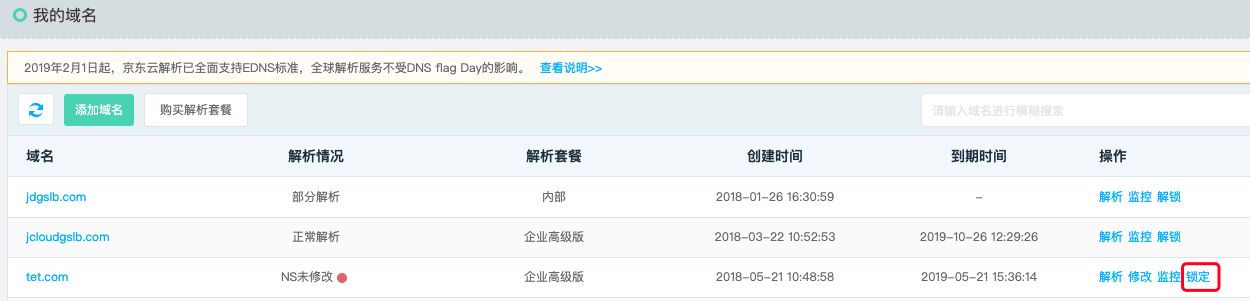 我的域名
2019年2月1日起，京东云解析已全面支持EDNS标准，全球解析服务不受DNS flag Day的影响。 查看说明>>
添加域名 购买解析套餐 请输入域名进行模糊搜索
域名 解析情况 解析套餐 创建时间 到期时间 操作
jdgslb.com 部分解析 内部 2018-01-26 16:30:59 - 解析 监控 解锁
jcloudgslb.com 正常解析 企业高级版 2018-03-22 10:52:53 2019-10-26 12:29:26 解析 监控 解锁
tet.com NS未修改 企业高级版 2018-05-21 10:48:58 2019-05-21 15:36:14 解析 修改 监控 锁定